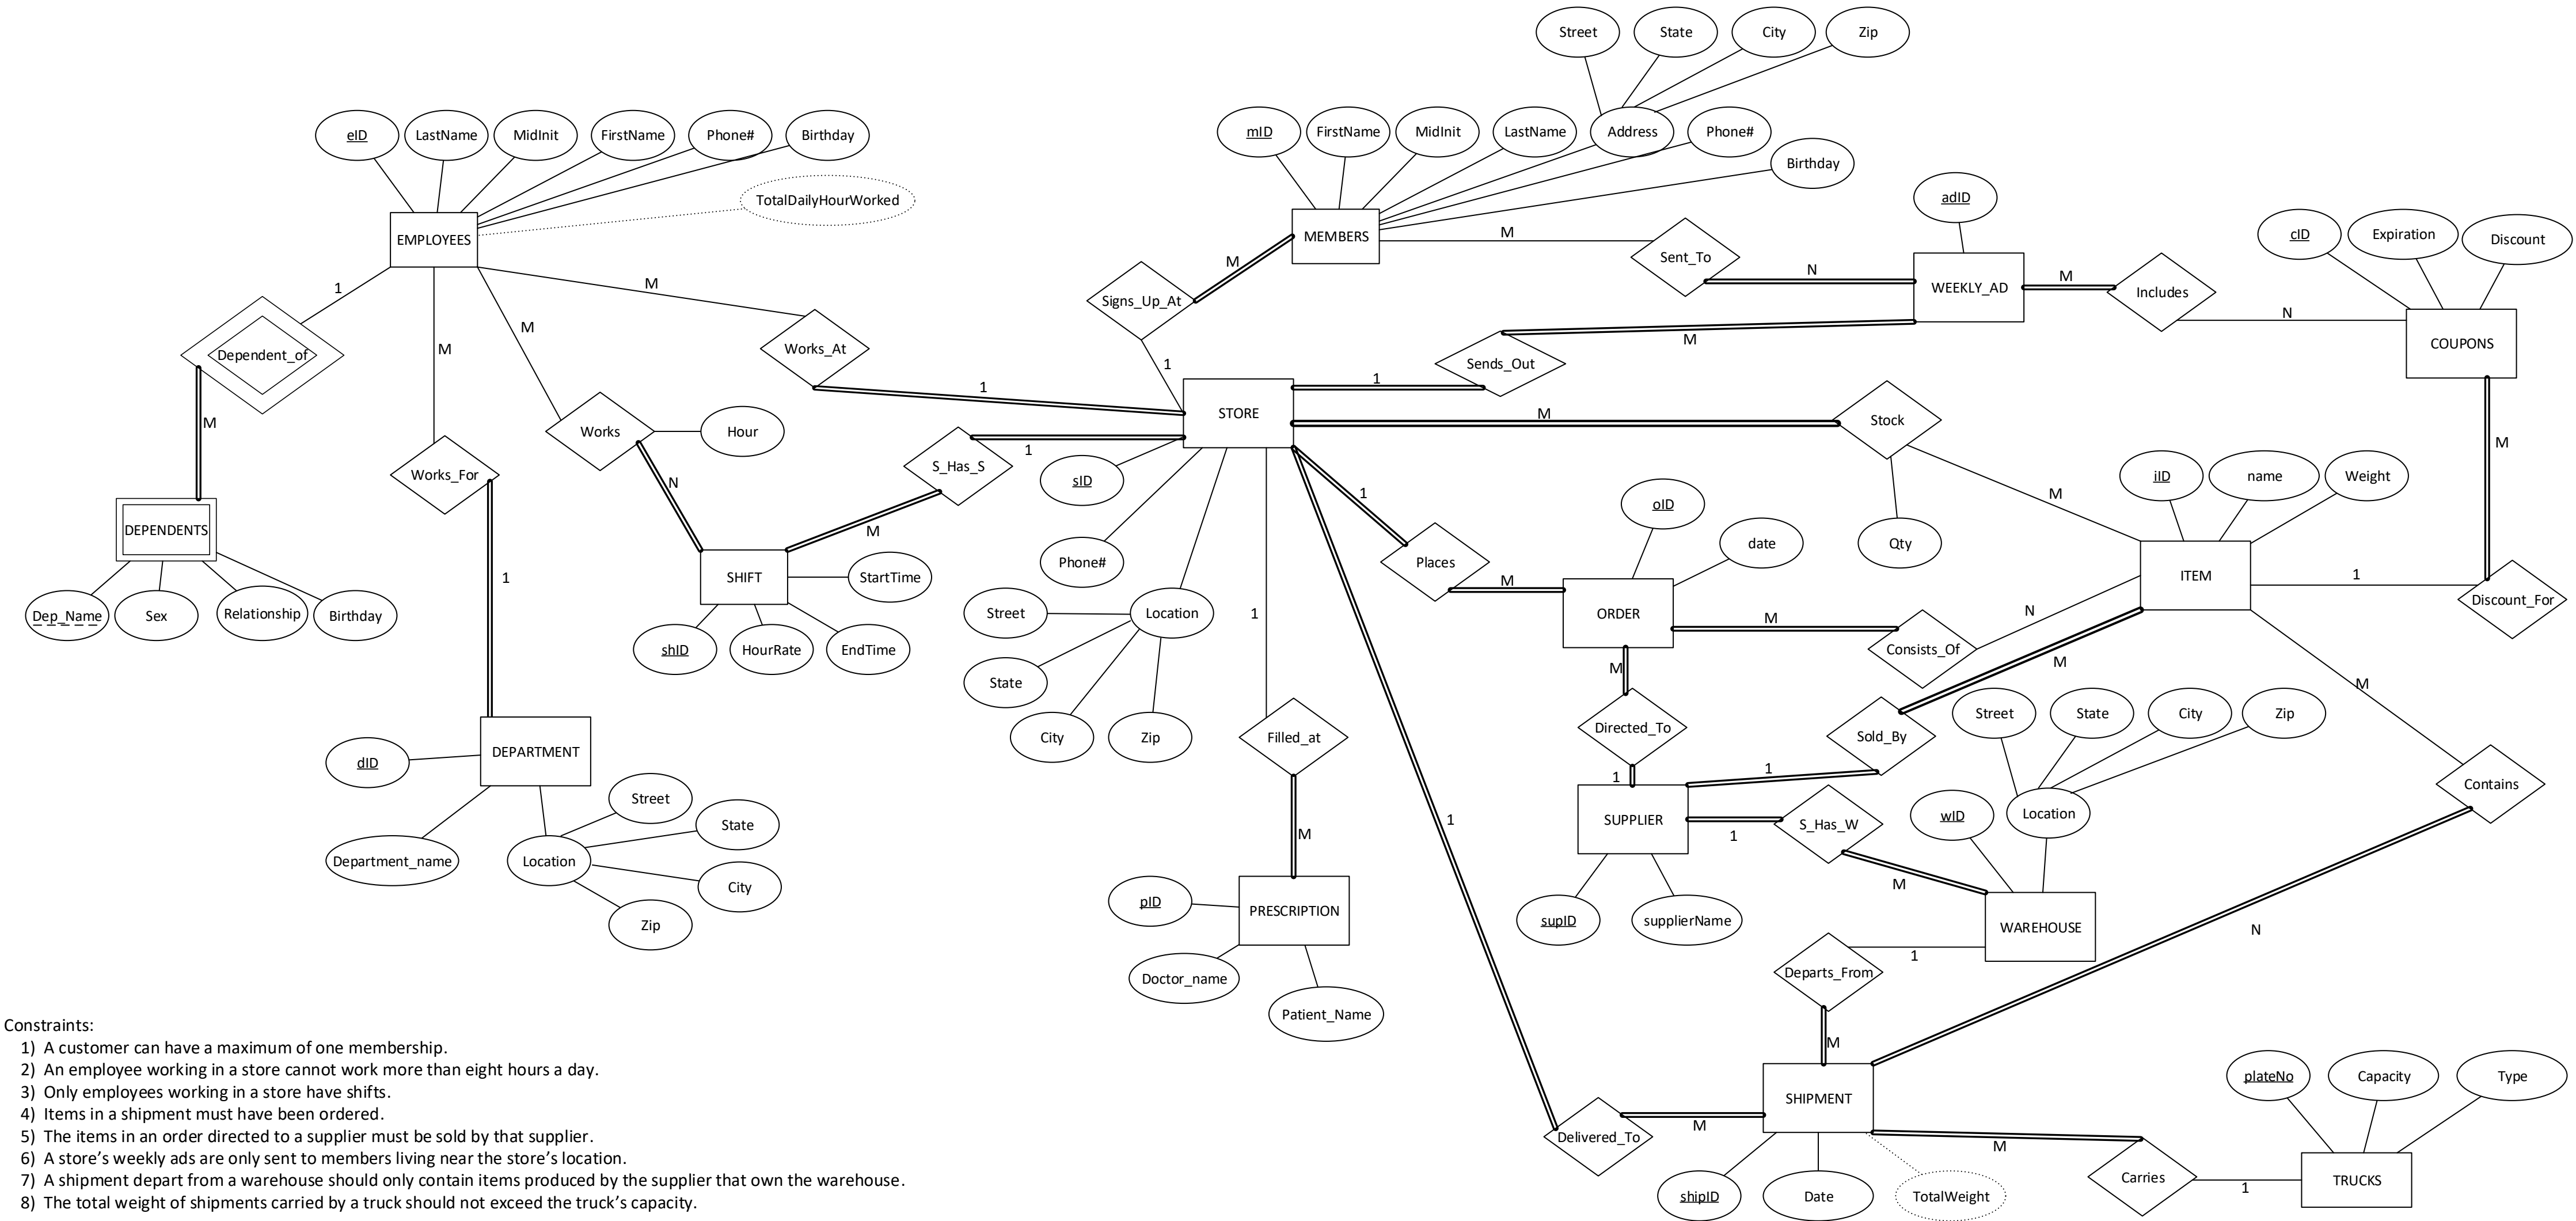 Street
State
City
Zip
eID
LastName
MidInit
FirstName
Phone#
Birthday
mID
FirstName
MidInit
LastName
Address
Phone#
Birthday
TotalDailyHourWorked
adID
EMPLOYEES
MEMBERS
M
Sent_To
N
WEEKLY_AD
M
Includes
N
cID
Expiration
Discount
COUPONS
1
Dependent_of
M
M
M
M
Works_At
1
Signs_Up_At
M
1
Sends_Out
M
1
STORE
M
Stock
M
Qty
M
Works
Hour
N
Works_For
S_Has_S
1
M
sID
Phone#
1
Places
M
oID
date
iID
name
Weight
ITEM
1
Discount_For
DEPENDENTS
Dep_Name
Sex
Relationship
Birthday
1
SHIFT
StartTime
shID
HourRate
EndTime
Location
Street
State
City
Zip
1
Filled_at
M
ORDER
M
Consists_Of
N
M
Directed_To
1
M
Sold_By
1
Street
State
City
Zip
M
Contains
N
DEPARTMENT
dID
Department_name
Location
Street
State
City
Zip
SUPPLIER
1
S_Has_W
M
wID
Location
supID
supplierName
WAREHOUSE
pID
PRESCRIPTION
Doctor_name
Patient_Name
1
Departs_From
1
M
SHIPMENT
Delivered_To
M
shipID
Date
TotalWeight
M
Carries
1
plateNo
Capacity
Type
TRUCKS
Constraints:
1) A customer can have a maximum of one membership.
2) An employee working in a store cannot work more than eight hours a day.
3) Only employees working in a store have shifts.
4) Items in a shipment must have been ordered.
5) The items in an order directed to a supplier must be sold by that supplier.
6) A store’s weekly ads are only sent to members living near the store’s location.
7) A shipment depart from a warehouse should only contain items produced by the supplier that own the warehouse.
8) The total weight of shipments carried by a truck should not exceed the truck’s capacity.